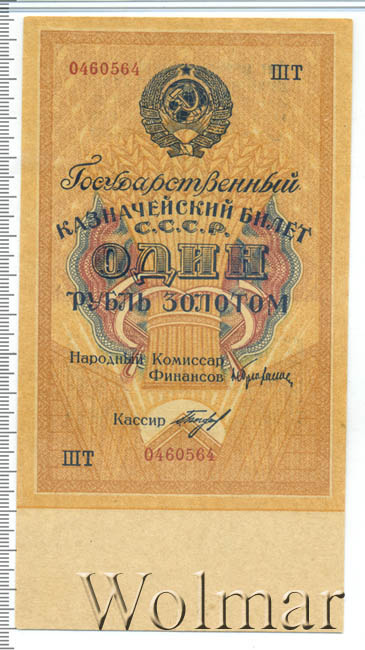 0460564 ШТ
Государственный
КАЗНАЧЕЙСКИЙ БИЛЕТ
С.С.С.Р.
ОДИН
РУБЛЬ ЗОЛОТОМ
Народный Комиссар
Финансов
Кассир
ШТ 0460564
Wolmar